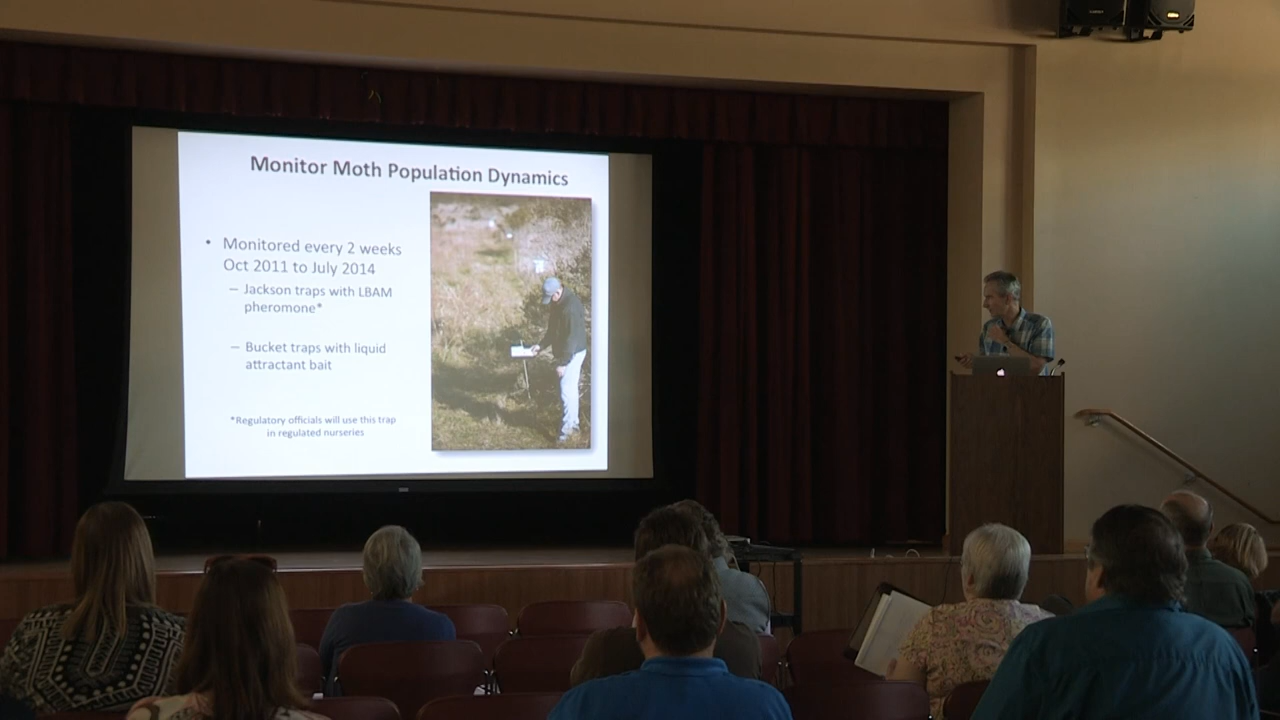 Monitor Moth Population Dynamics
• Monitored every 2 weeks
Oct 2011 to July 2014
– Jackson traps with LBAM
pheromone*
– Bucket traps with liquid
attractant bait
*Regulatory officials will use this trap
in regulated nurseries